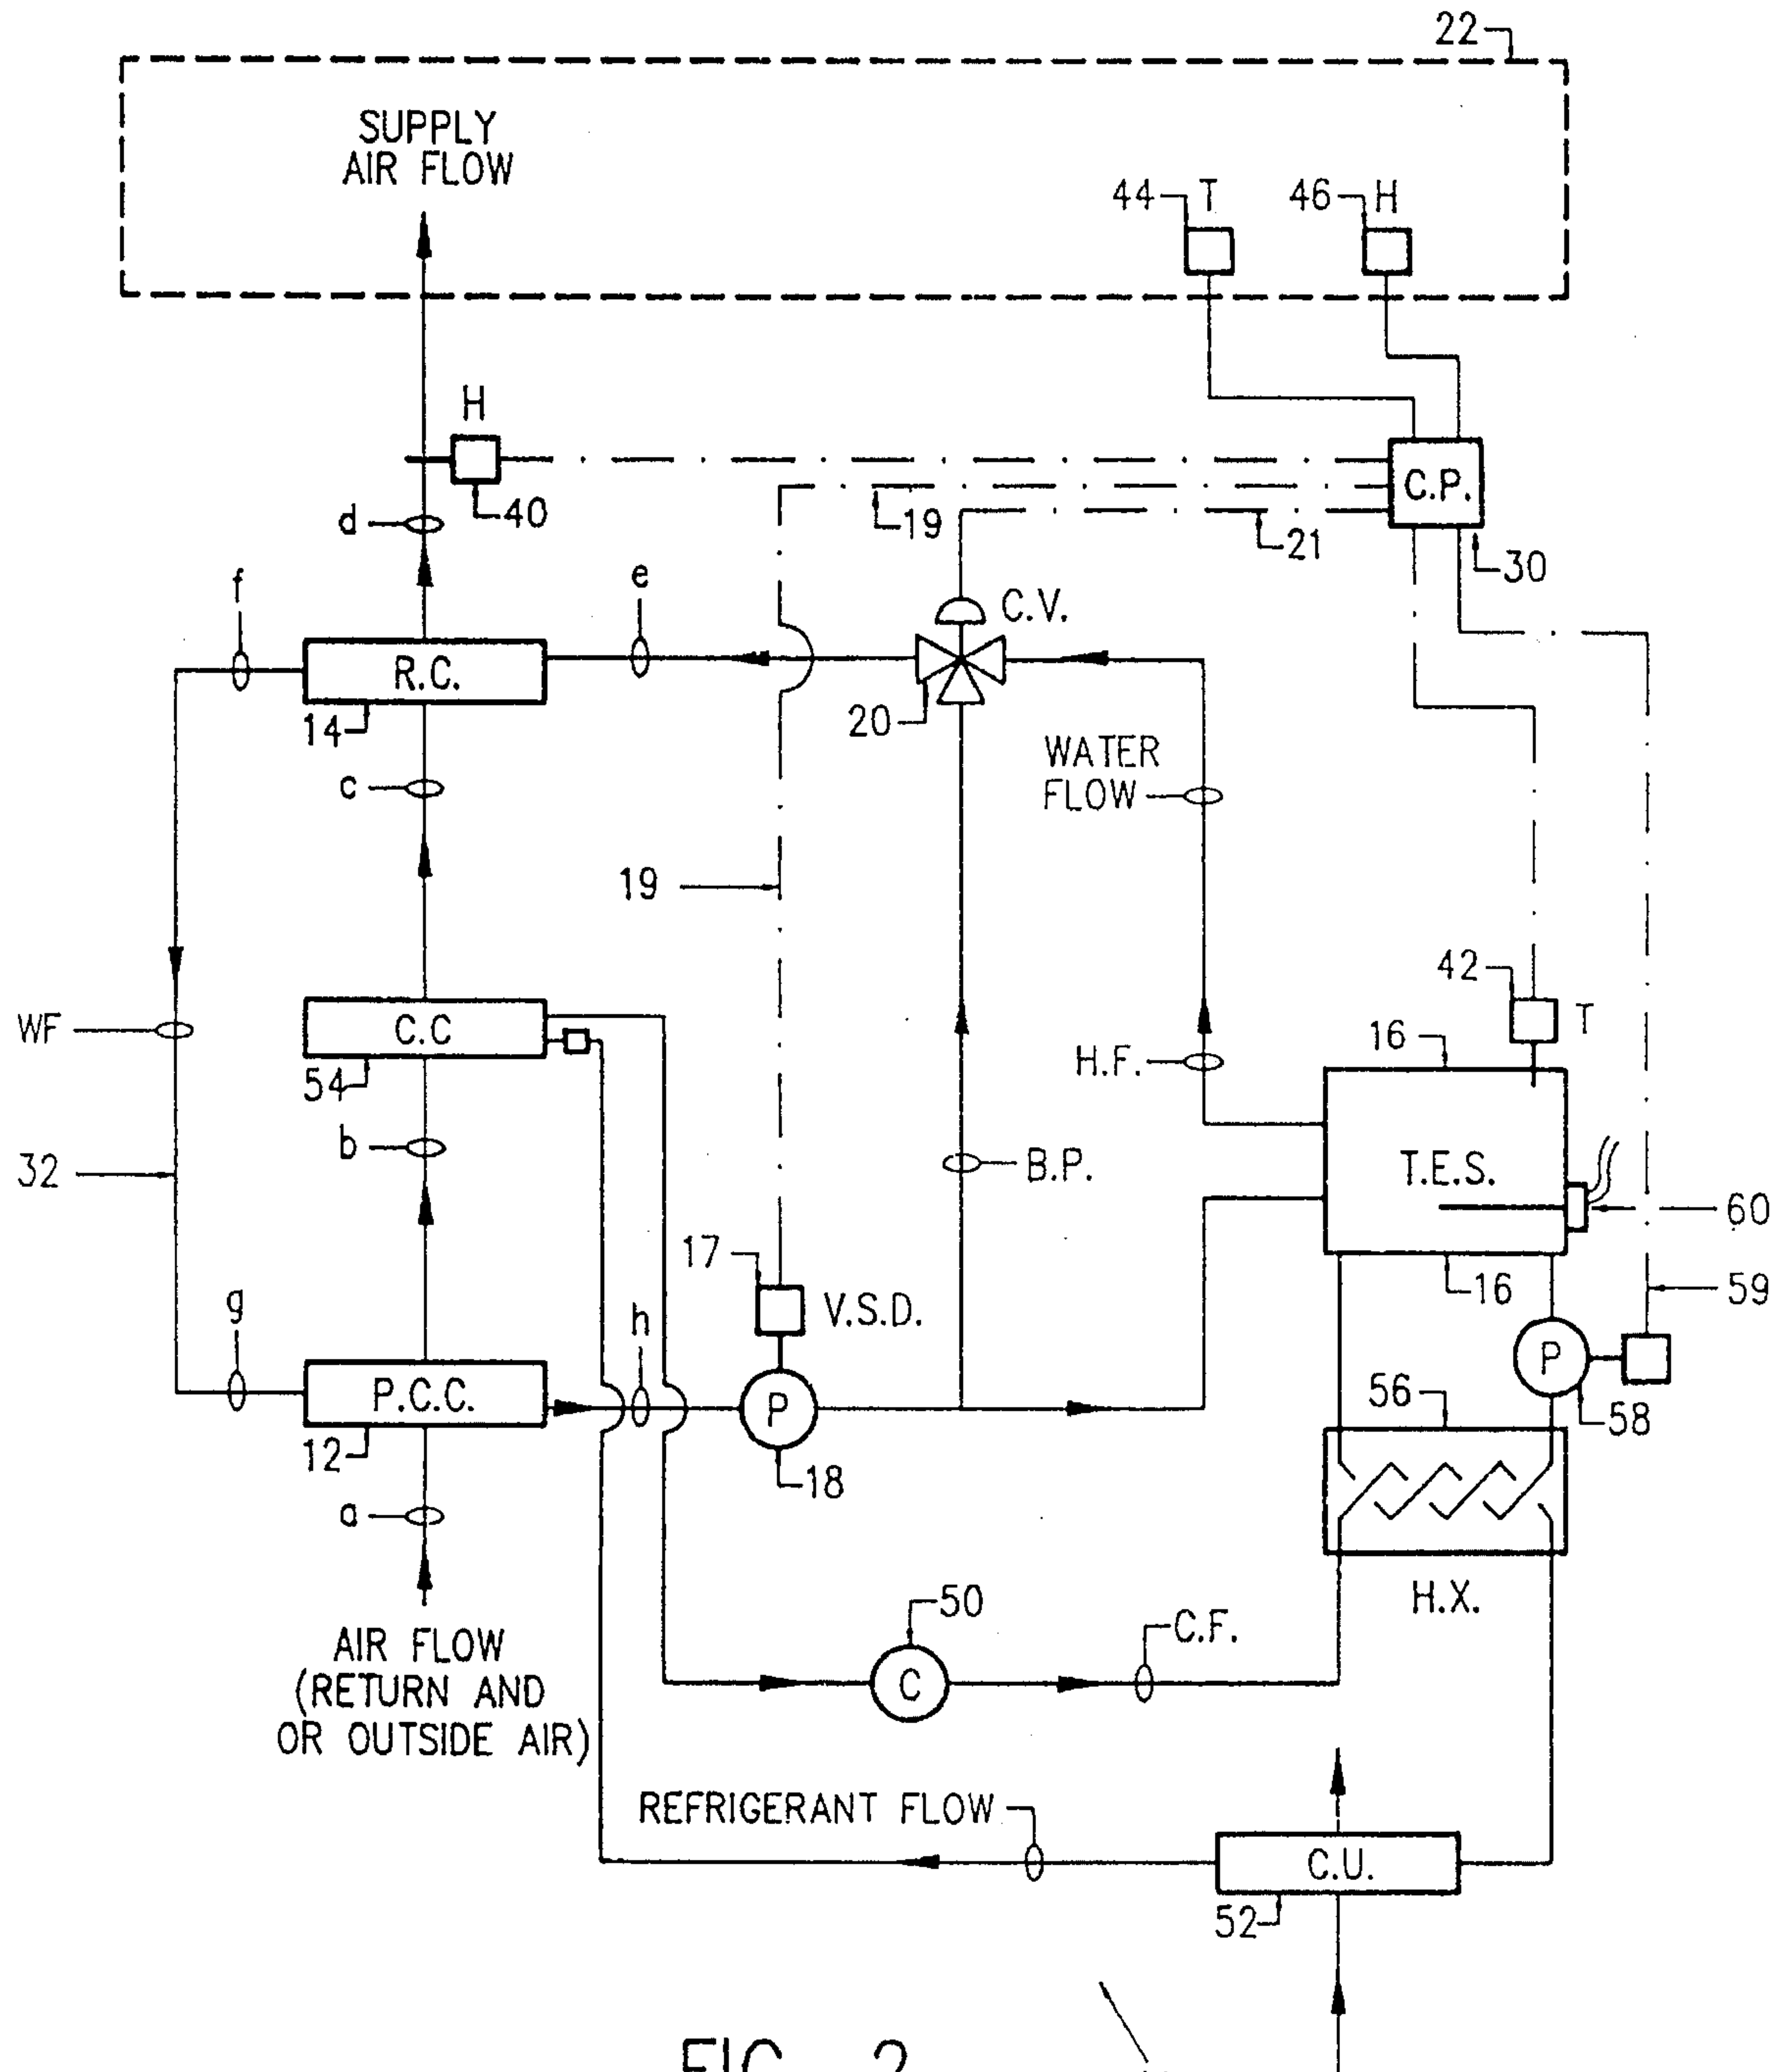 22
SUPPLY
AIR FLOW
44 T
46 H
H
40
C.P.
19
21
30
d
f
e
C.V.
R.C.
14
20
WATER
FLOW
c
19
42
T
WF
C.C
54
16
H.F.
b
B.P.
T.E.S.
32
60
17
V.S.D.
16
59
g
h
P.C.C.
P
P
56
58
12
18
a
H.X.
AIR FLOW
(RETURN AND
OR OUTSIDE AIR)
50
C.F.
C
REFRIGERANT FLOW
C.U.
52
FIG. 2